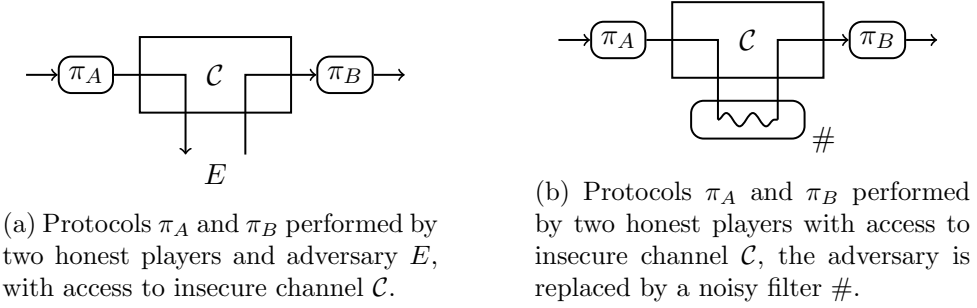 π_A 𝒞 π_B
E
(a) Protocols π_A and π_B performed by
two honest players and adversary E,
with access to insecure channel 𝒞.
π_A 𝒞 π_B
#
(b) Protocols π_A and π_B performed
by two honest players with access to
insecure channel 𝒞, the adversary is
replaced by a noisy filter #.